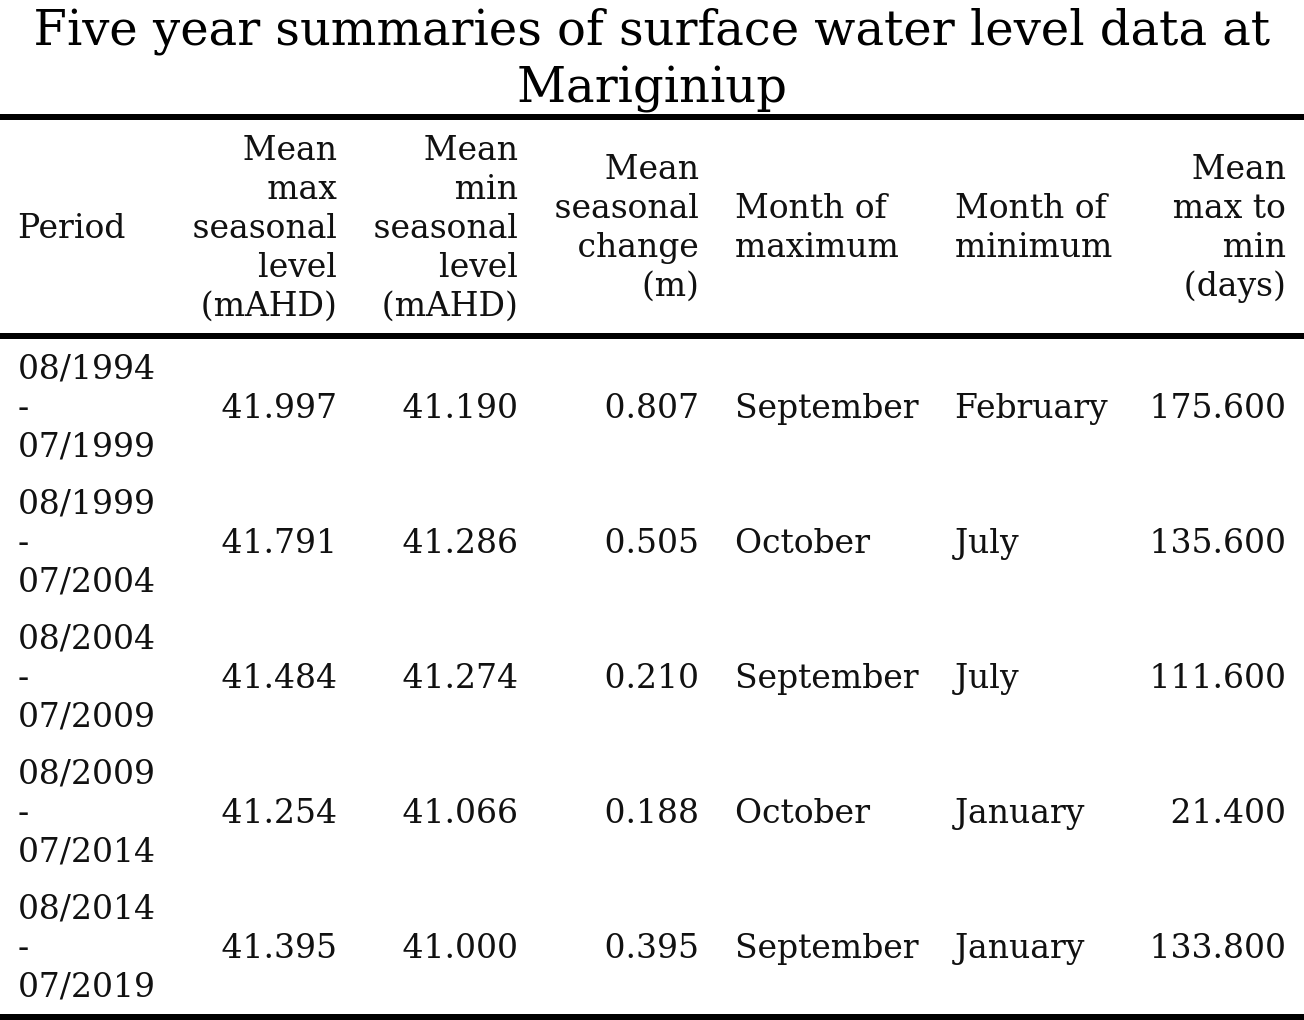 Five year summaries of surface water level data at
Mariginiup
Period
Mean
max
seasonal
level
(mAHD)
Mean
min
seasonal
level
(mAHD)
Mean
seasonal
change
(m)
Month of
maximum
Month of
minimum
Mean
max to
min
(days)
08/1994
-
07/1999
41.997
41.190
0.807
September
February
175.600
08/1999
-
07/2004
41.791
41.286
0.505
October
July
135.600
08/2004
-
07/2009
41.484
41.274
0.210
September
July
111.600
08/2009
-
07/2014
41.254
41.066
0.188
October
January
21.400
08/2014
-
07/2019
41.395
41.000
0.395
September
January
133.800